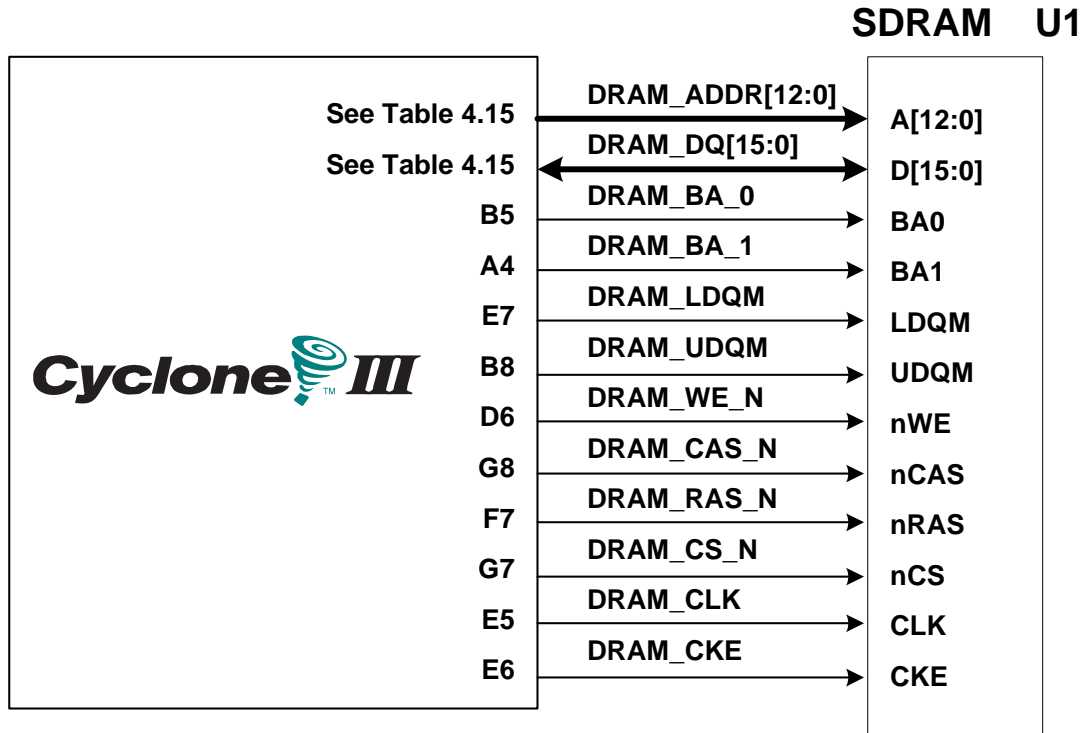 SDRAM U1
See Table 4.15 DRAM_ADDR[12:0] A[12:0]
See Table 4.15 DRAM_DQ[15:0] D[15:0]
B5 DRAM_BA_0 BA0
A4 DRAM_BA_1 BA1
E7 DRAM_LDQM LDQM
B8 DRAM_UDQM UDQM
Cyclone III TM
D6 DRAM_WE_N nWE
G8 DRAM_CAS_N nCAS
F7 DRAM_RAS_N nRAS
G7 DRAM_CS_N nCS
E5 DRAM_CLK CLK
E6 DRAM_CKE CKE